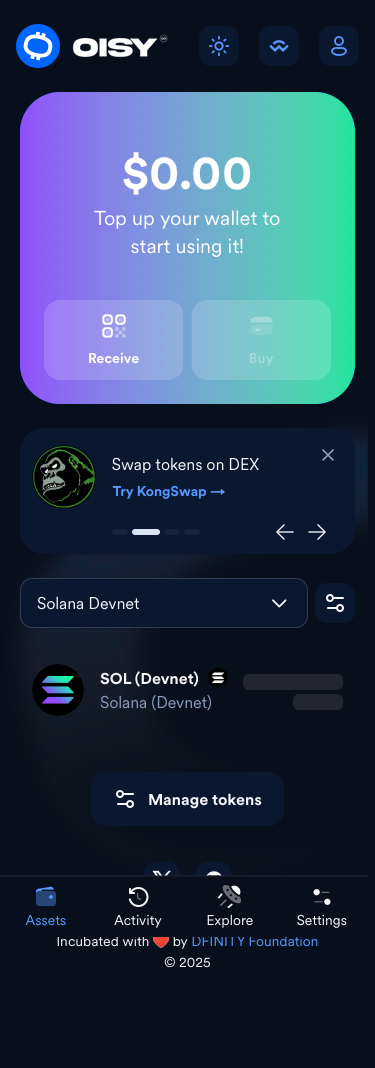 OISY
$0.00
Top up your wallet to
start using it!
Receive
Buy
Swap tokens on DEX
Try KongSwap →
Solana Devnet
SOL (Devnet)
Solana (Devnet)
Manage tokens
Assets
Activity
Explore
Settings
Incubated with ❤️ by DFINITY Foundation
© 2025